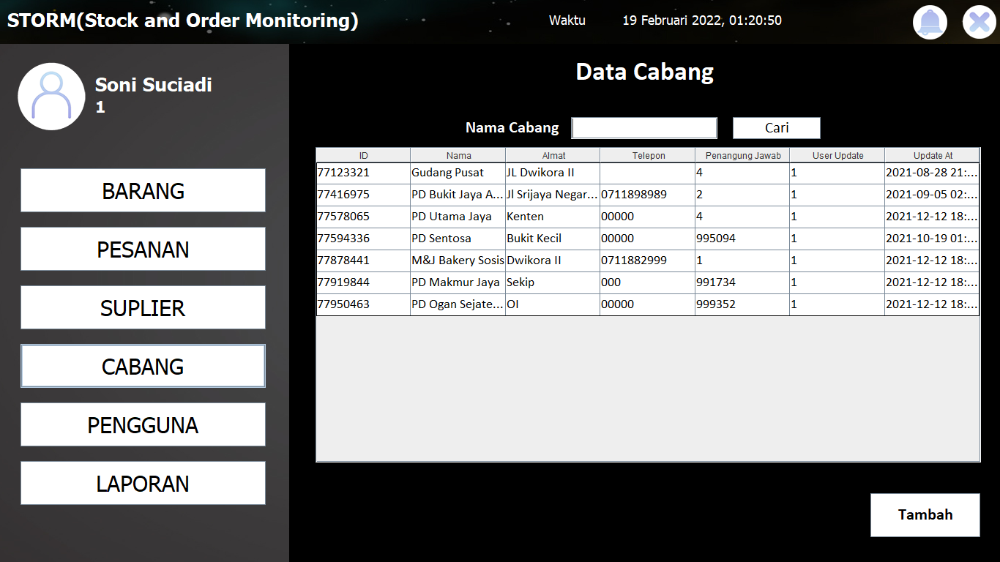 STORM(Stock and Order Monitoring) Waktu 19 Februari 2022, 01:20:50
Soni Suciadi
1
BARANG
PESANAN
SUPLIER
CABANG
PENGGUNA
LAPORAN
Data Cabang
Nama Cabang Cari
ID Nama Almat Telepon Penangung Jawab User Update Update At
77123321 Gudang Pusat JL Dwikora II 4 1 2021-08-28 21:...
77416975 PD Bukit Jaya A... Jl Srijaya Negar... 0711898989 2 1 2021-09-05 02:...
77578065 PD Utama Jaya Kenten 00000 4 1 2021-12-12 18:...
77594336 PD Sentosa Bukit Kecil 00000 995094 1 2021-10-19 01:...
77878441 M&J Bakery Sosis Dwikora II 0711882999 1 1 2021-12-12 18:...
77919844 PD Makmur Jaya Sekip 000 991734 1 2021-12-12 18:...
77950463 PD Ogan Sejate... OI 00000 999352 1 2021-12-12 18:...
Tambah